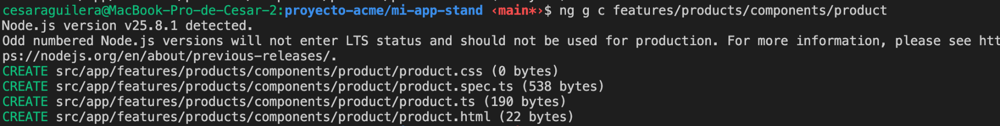 cesaraguilera@MacBook-Pro-de-Cesar-2:proyecto-acme/mi-app-stand ‹main*›$ ng g c features/products/components/product
Node.js version v25.8.1 detected.
Odd numbered Node.js versions will not enter LTS status and should not be used for production. For more information, please see htt
ps://nodejs.org/en/about/previous-releases/.
CREATE src/app/features/products/components/product/product.css (0 bytes)
CREATE src/app/features/products/components/product/product.spec.ts (538 bytes)
CREATE src/app/features/products/components/product/product.ts (190 bytes)
CREATE src/app/features/products/components/product/product.html (22 bytes)